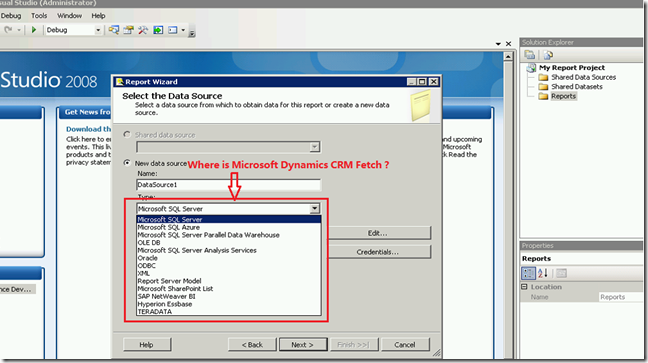 sual Studio (Administrator)
Debug Tools Window Help
Debug
Studio 2008
Get News from
Download th
Click here to e
events. This liv
products and t
privacy statem
pcoming
Microsoft
ck Read the
nce Dev...
Report Wizard
Select the Data Source
Select a data source from which to obtain data for this report or create a new data
source.
Shared data source
New data source
Where is Microsoft Dynamics CRM Fetch ?
Name:
DataSource1
Type:
Microsoft SQL Server
Microsoft SQL Server
Microsoft SQL Azure
Microsoft SQL Server Parallel Data Warehouse
OLE DB
Microsoft SQL Server Analysis Services
Oracle
ODBC
XML
Report Server Model
Microsoft SharePoint List
SAP NetWeaver BI
Hyperion Essbase
TERADATA
Edit...
Credentials...
Help
< Back
Next >
Finish >>|
Cancel
Solution Explorer
My Report Project
Shared Data Sources
Shared Datasets
Reports
Properties
Reports
Location
Name Reports